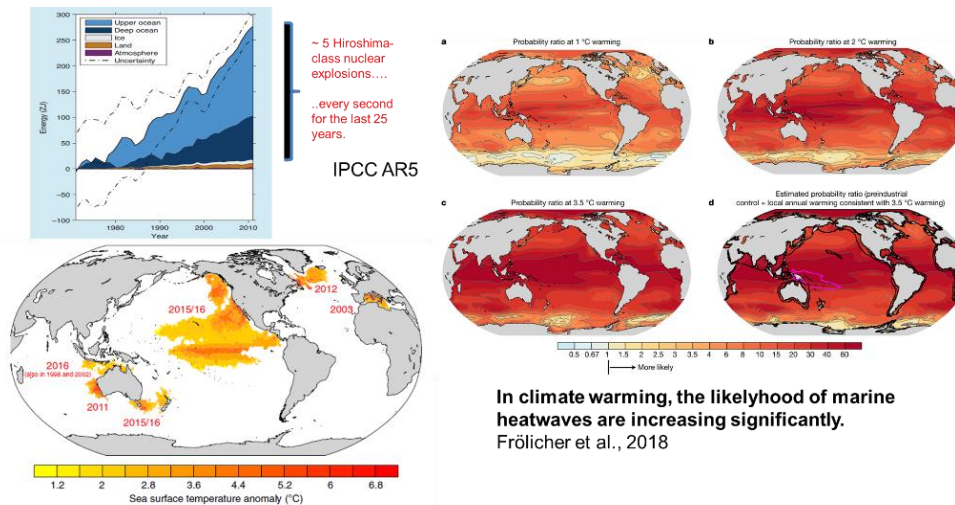 300
250
200
150
100
50
0
−50
−100
Energy (ZJ)
Upper ocean
Deep ocean
Ice
Land
Atmosphere
Uncertainty
1980
1990
2000
2010
Year
~ 5 Hiroshima-
class nuclear
explosions....
..every second
for the last 25
years.
IPCC AR5
2012
2003
2015/16
2016
(also in 1998 and 2002)
2011
2015/16
1.2
2
2.8
3.6
4.4
5.2
6
6.8
Sea surface temperature anomaly (°C)
a
Probability ratio at 1 °C warming
b
Probability ratio at 2 °C warming
c
Probability ratio at 3.5 °C warming
d
Estimated probability ratio (preindustrial
control + local annual warming consistent with 3.5 °C warming)
0.5
0.67
1
1.5
2
2.5
3
3.5
4
6
8
10
15
20
30
40
60
More likely
In climate warming, the likelyhood of marine
heatwaves are increasing significantly.
Frölicher et al., 2018